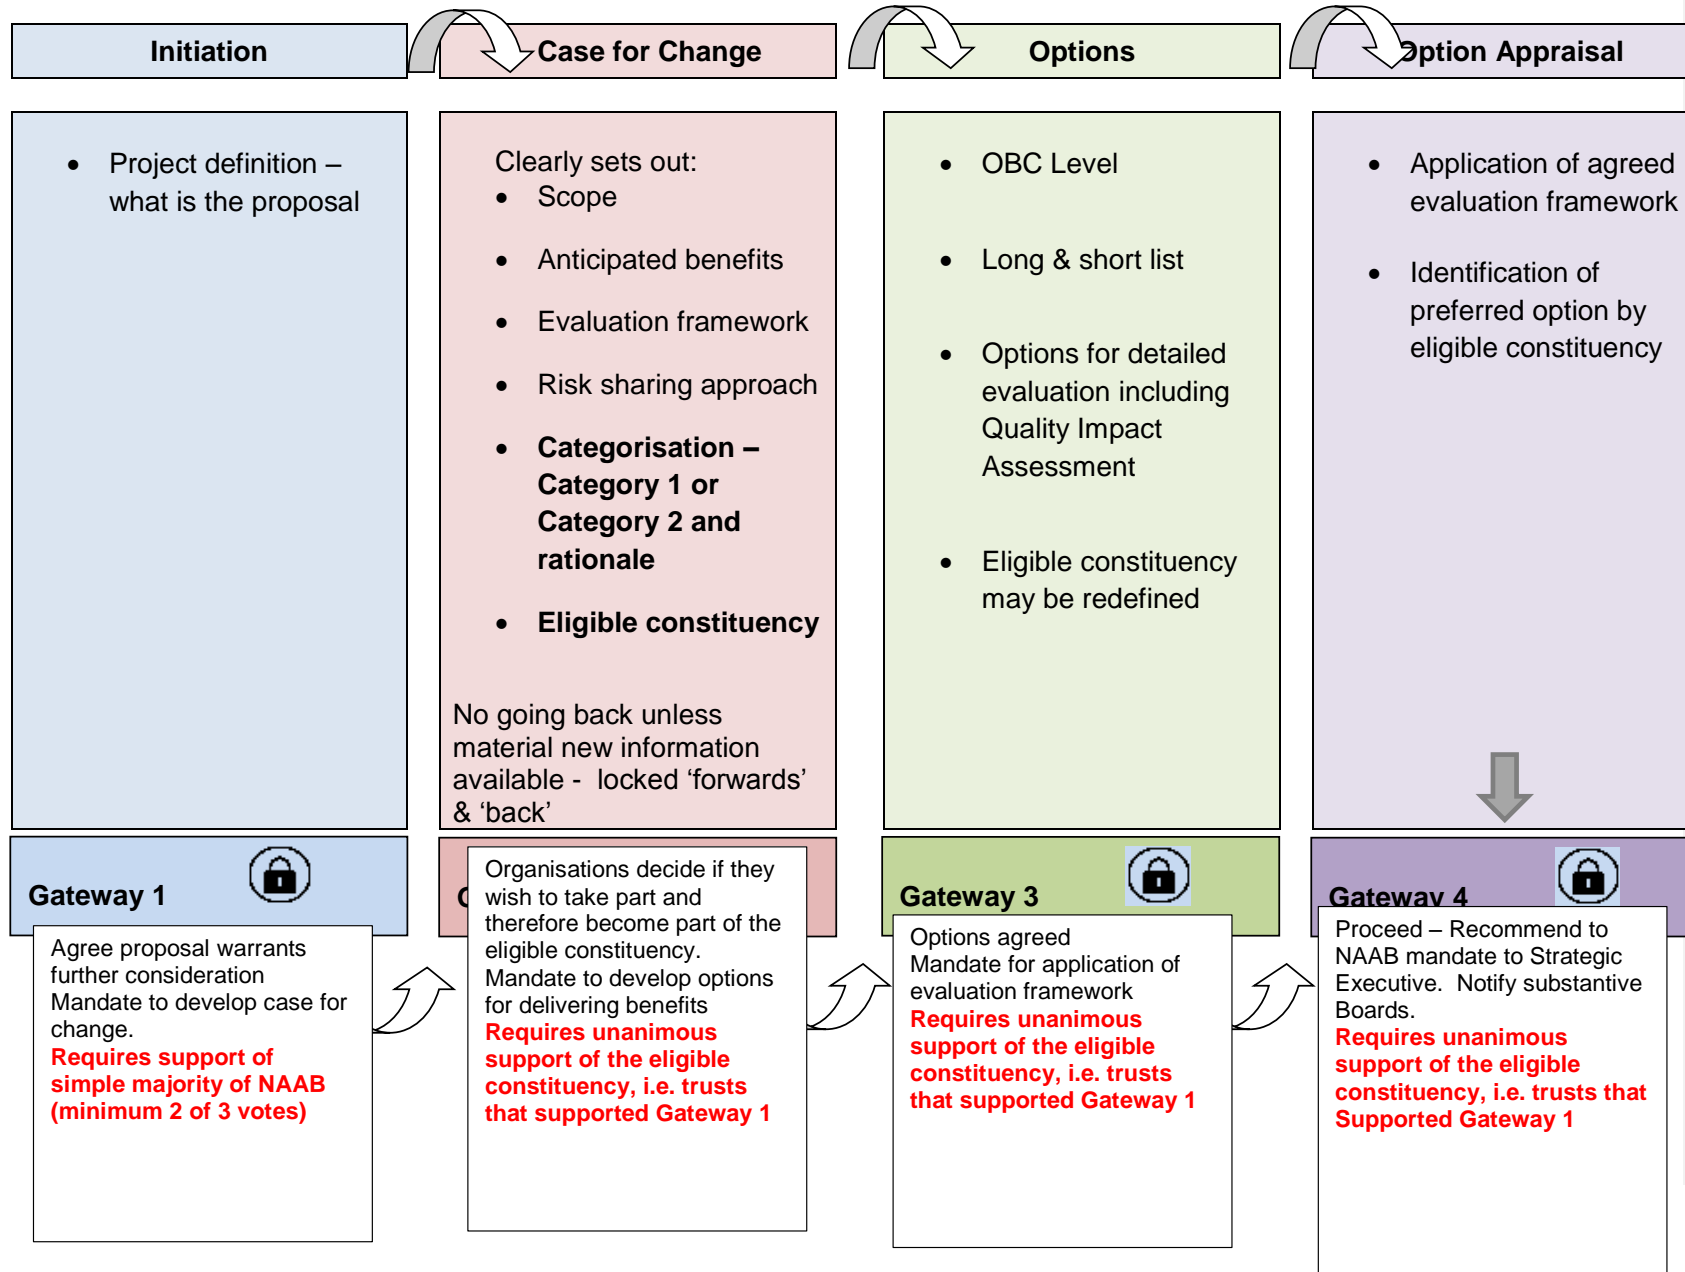 Initiation
Case for Change
Options
Option Appraisal
• Project definition –
what is the proposal
Clearly sets out:
• Scope
• Anticipated benefits
• Evaluation framework
• Risk sharing approach
• Categorisation –
Category 1 or
Category 2 and
rationale
• Eligible constituency
No going back unless
material new information
available - locked ‘forwards’
& ‘back’
• OBC Level
• Long & short list
• Options for detailed
evaluation including
Quality Impact
Assessment
• Eligible constituency
may be redefined
• Application of agreed
evaluation framework
• Identification of
preferred option by
eligible constituency
Gateway 1
Agree proposal warrants
further consideration
Mandate to develop case for
change.
Requires support of
simple majority of NAAB
(minimum 2 of 3 votes)
Organisations decide if they
wish to take part and
therefore become part of the
eligible constituency.
Mandate to develop options
for delivering benefits
Requires unanimous
support of the eligible
constituency, i.e. trusts
that supported Gateway 1
Gateway 3
Options agreed
Mandate for application of
evaluation framework
Requires unanimous
support of the eligible
constituency, i.e. trusts
that supported Gateway 1
Gateway 4
Proceed – Recommend to
NAAB mandate to Strategic
Executive. Notify substantive
Boards.
Requires unanimous
support of the eligible
constituency, i.e. trusts that
Supported Gateway 1